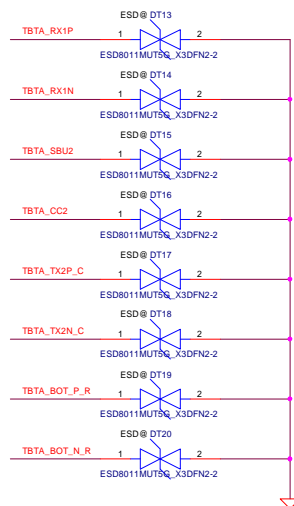 ESD@ DT13
TBTA_RX1P 1 2
ESD8011MUT5G_X3DFN2-2
ESD@ DT14
TBTA_RX1N 1 2
ESD8011MUT5G_X3DFN2-2
ESD@ DT15
TBTA_SBU2 1 2
ESD8011MUT5G_X3DFN2-2
ESD@ DT16
TBTA_CC2 1 2
ESD8011MUT5G_X3DFN2-2
ESD@ DT17
TBTA_TX2P_C 1 2
ESD8011MUT5G_X3DFN2-2
ESD@ DT18
TBTA_TX2N_C 1 2
ESD8011MUT5G_X3DFN2-2
ESD@ DT19
TBTA_BOT_P_R 1 2
ESD8011MUT5G_X3DFN2-2
ESD@ DT20
TBTA_BOT_N_R 1 2
ESD8011MUT5G_X3DFN2-2